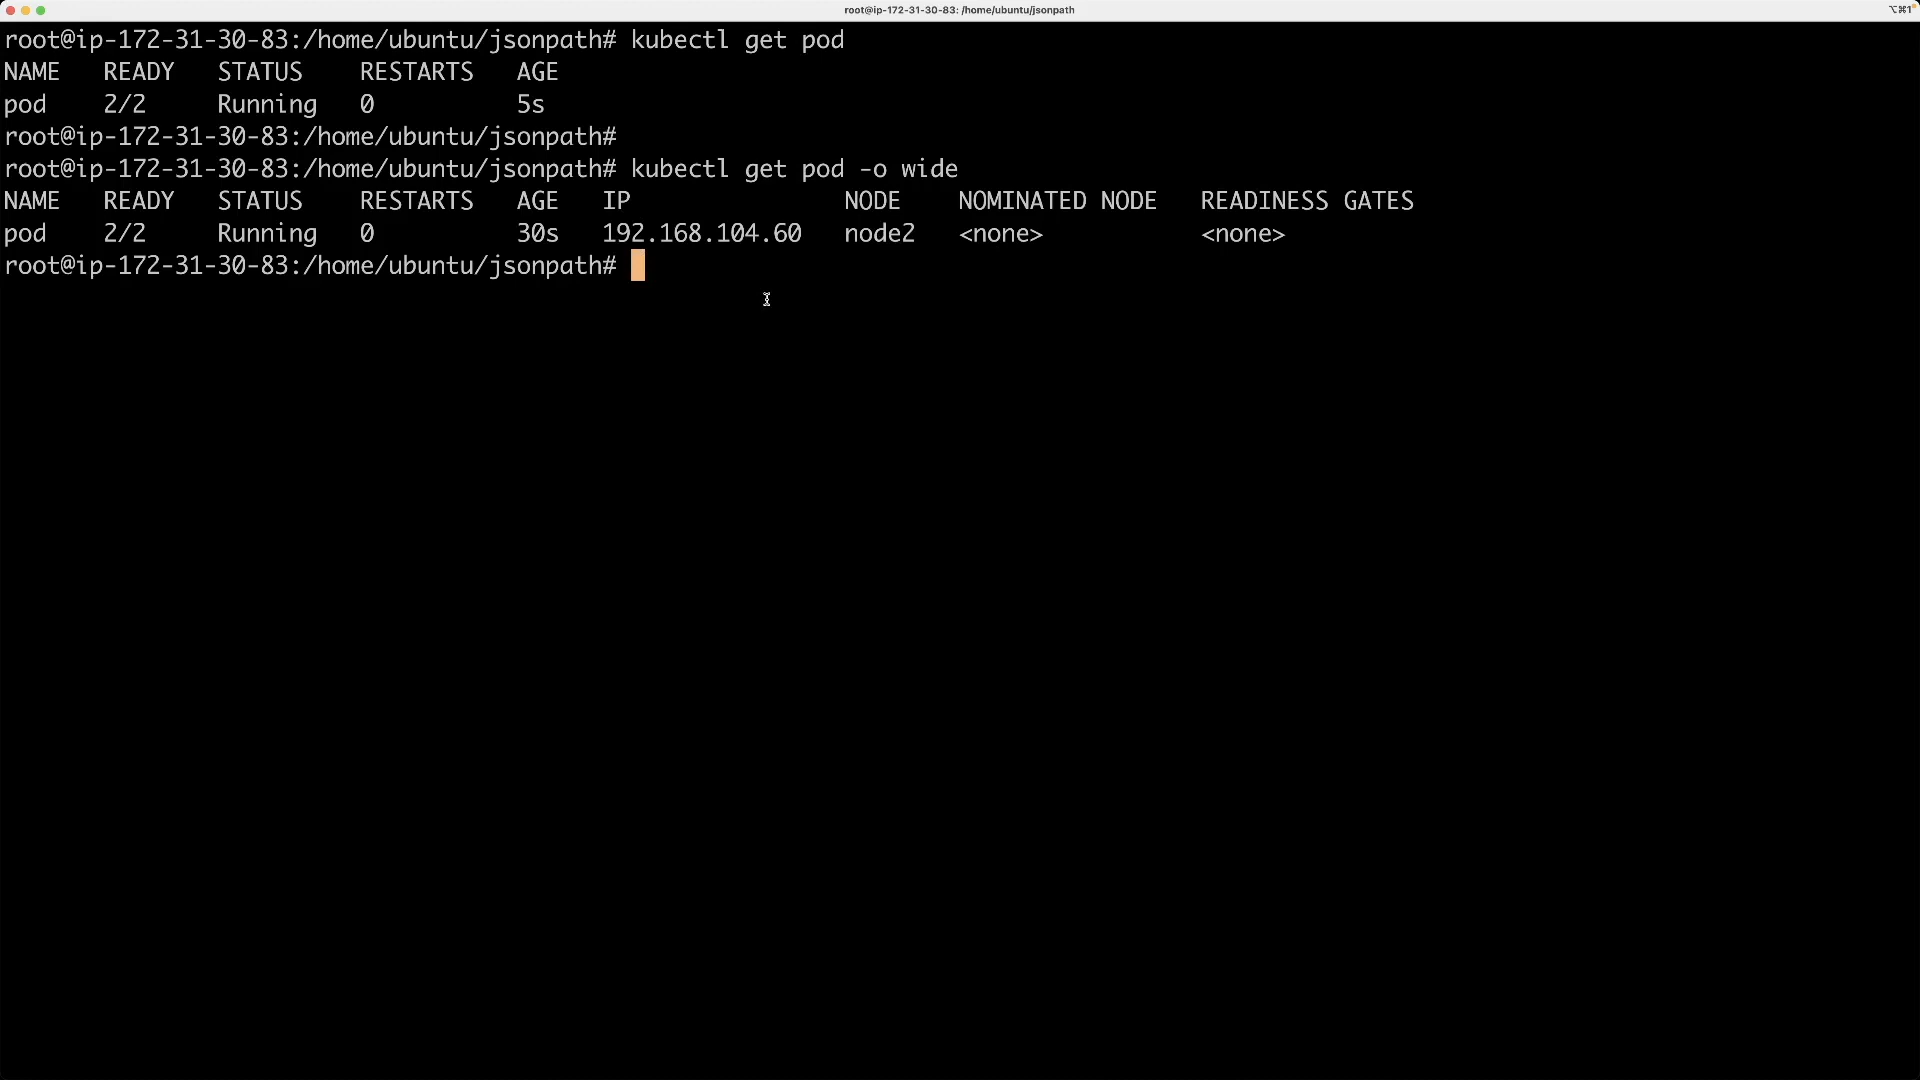 root@ip-172-31-30-83: /home/ubuntu/jsonpath
⌥⌘1
root@ip-172-31-30-83:/home/ubuntu/jsonpath# kubectl get pod
NAME   READY   STATUS    RESTARTS   AGE
pod    2/2     Running   0          5s
root@ip-172-31-30-83:/home/ubuntu/jsonpath#
root@ip-172-31-30-83:/home/ubuntu/jsonpath# kubectl get pod -o wide
NAME   READY   STATUS    RESTARTS   AGE   IP               NODE    NOMINATED NODE   READINESS GATES
pod    2/2     Running   0          30s   192.168.104.60   node2   <none>           <none>
root@ip-172-31-30-83:/home/ubuntu/jsonpath#